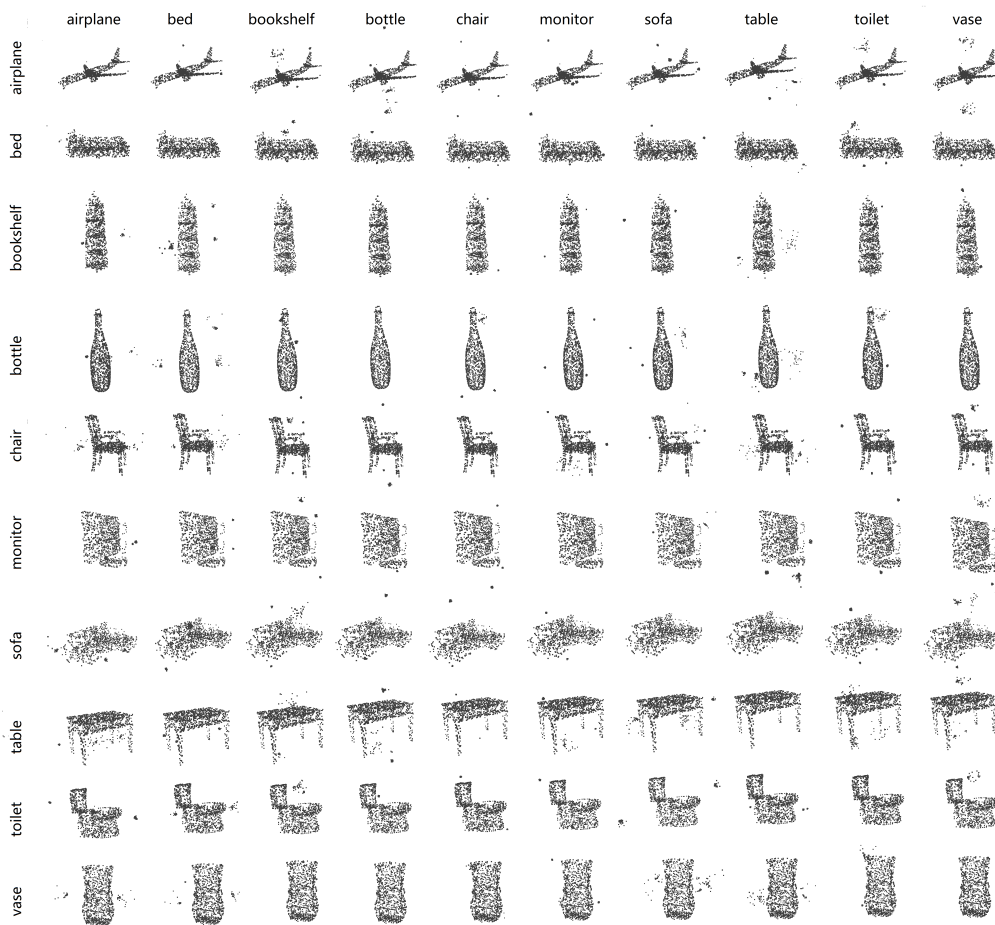 airplane bed bookshelf bottle chair monitor sofa table toilet vase
airplane
bed
bookshelf
bottle
chair
monitor
sofa
table
toilet
vase